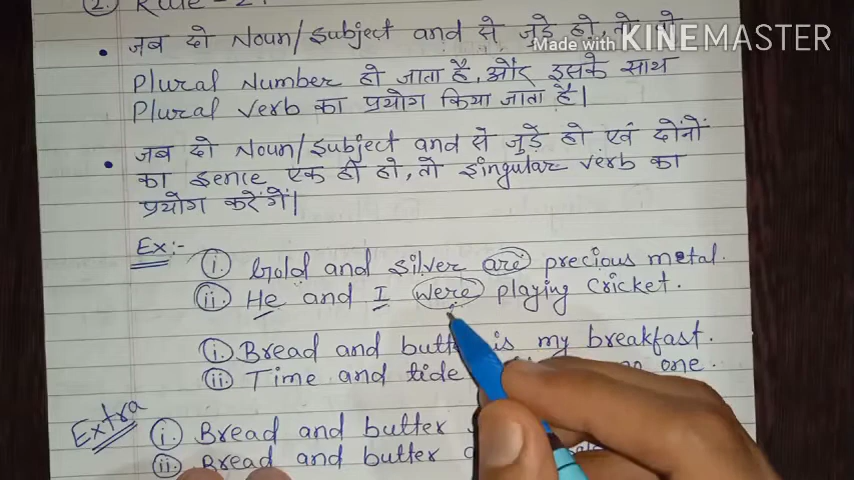 2. Rule - 2:
• जब दो Noun/Subject and से जुड़े हो, तो
Made with KINEMASTER
Plural Number हो जाता है, और इसके साथ
Plural verb का प्रयोग किया जाता है।
• जब दो Noun/Subject and से जुड़े हो एवं दोनों
का sence एक ही हो, तो singular verb का
प्रयोग करेंगें।
Ex:-
i. Gold and silver are precious metal.
ii. He and I were playing cricket.
i. Bread and butter is my breakfast.
ii. Time and tide one.
Extra
i. Bread and butter
ii. Bread and butter